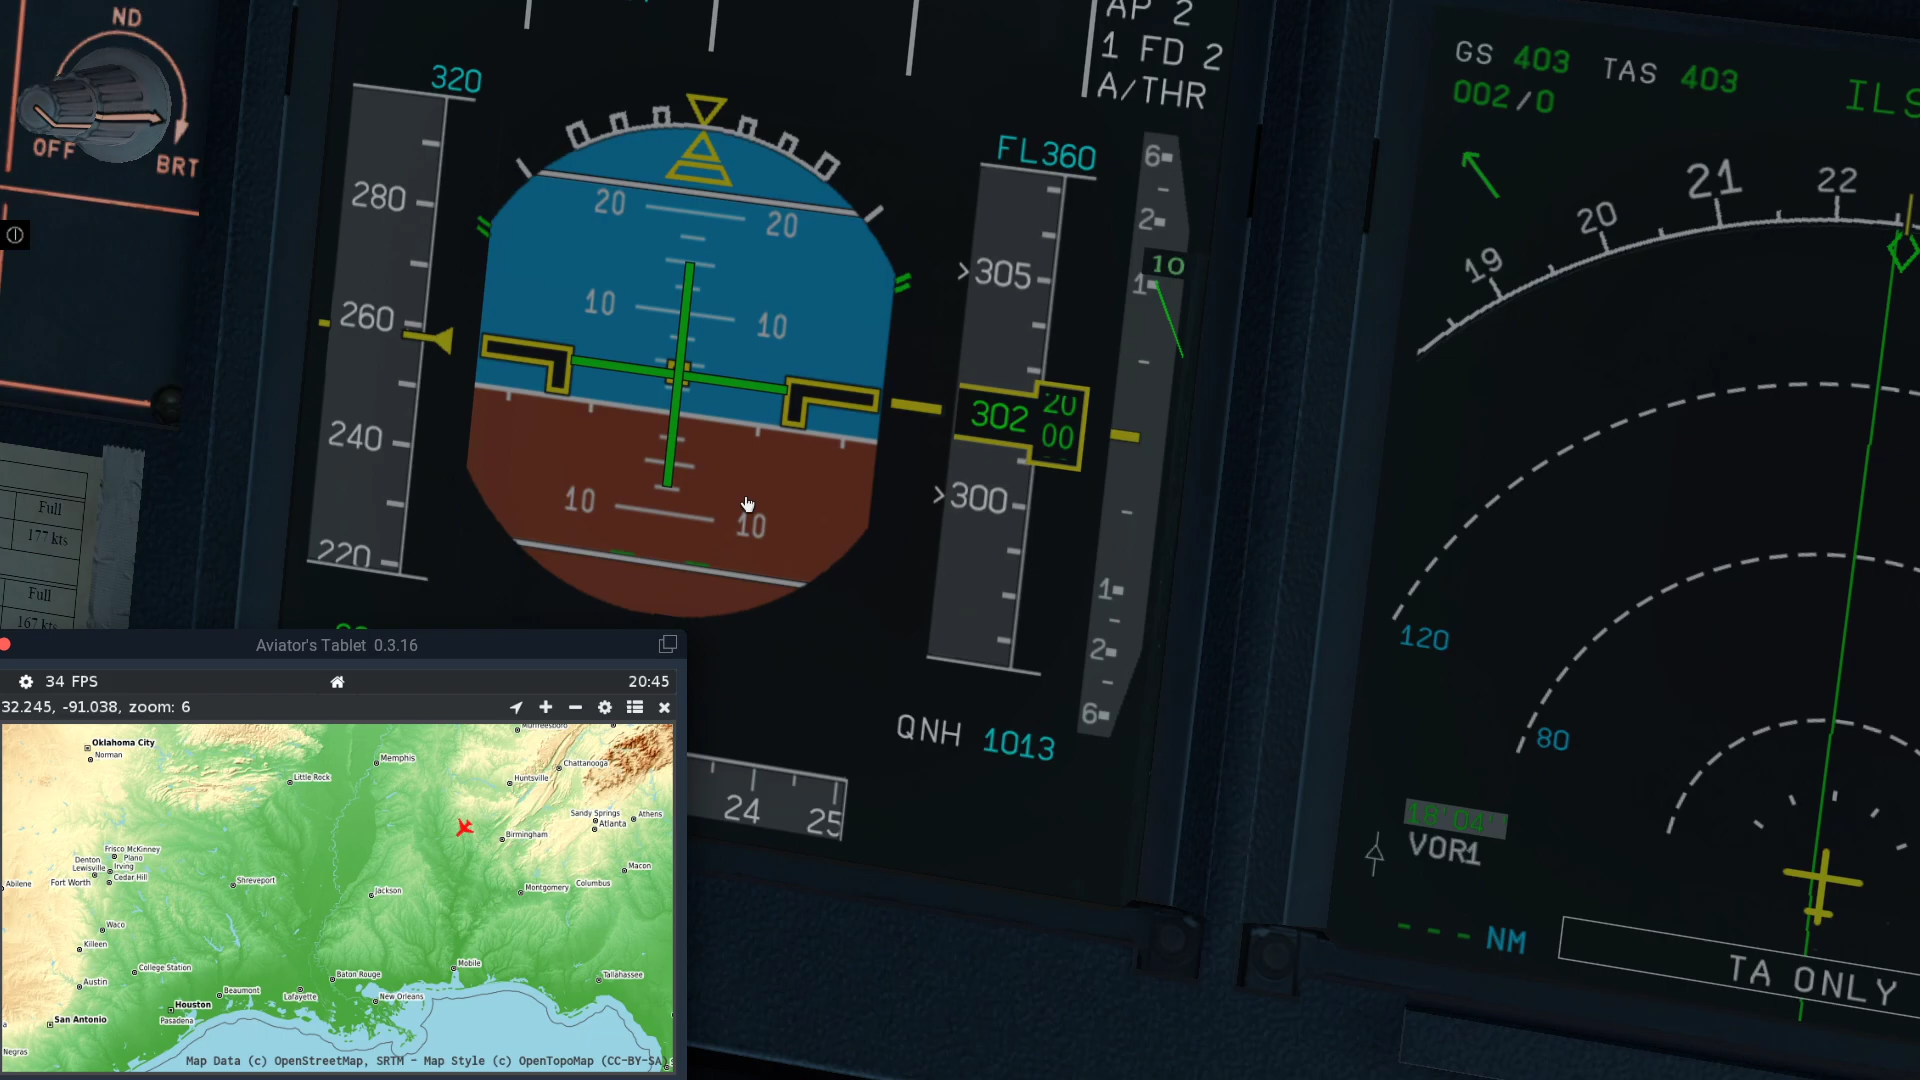 ND
OFF
BRT
Full
177 kts
Full
167 kts
320
280
260
240
220
20 20
10 10
10 10
AP 2
1 FD 2
A/THR
FL360
305
302 20
00
300
6
2
10
1
1
2
6
QNH 1013
24 25
GS 403 TAS 403
002/0
ILS
19 20 21 22
120
80
18'04'
VOR1
- - - NM
TA ONLY
Aviator's Tablet 0.3.16
34 FPS
20:45
32.245, -91.038, zoom: 6
Murfreesboro
Oklahoma City
Norman
Memphis
Chattanooga
Little Rock
Huntsville
Sandy Springs
Athens
Atlanta
Birmingham
Frisco McKinney
Denton
Plano
Lewisville
Irving
Fort Worth
Cedar Hill
Abilene
Shreveport
Macon
Jackson
Montgomery
Columbus
Waco
Killeen
College Station
Baton Rouge
Mobile
Tallahassee
Austin
Beaumont
Lafayette
New Orleans
Houston
Pasadena
San Antonio
Negras
Map Data (c) OpenStreetMap, SRTM - Map Style (c) OpenTopoMap (CC-BY-SA)